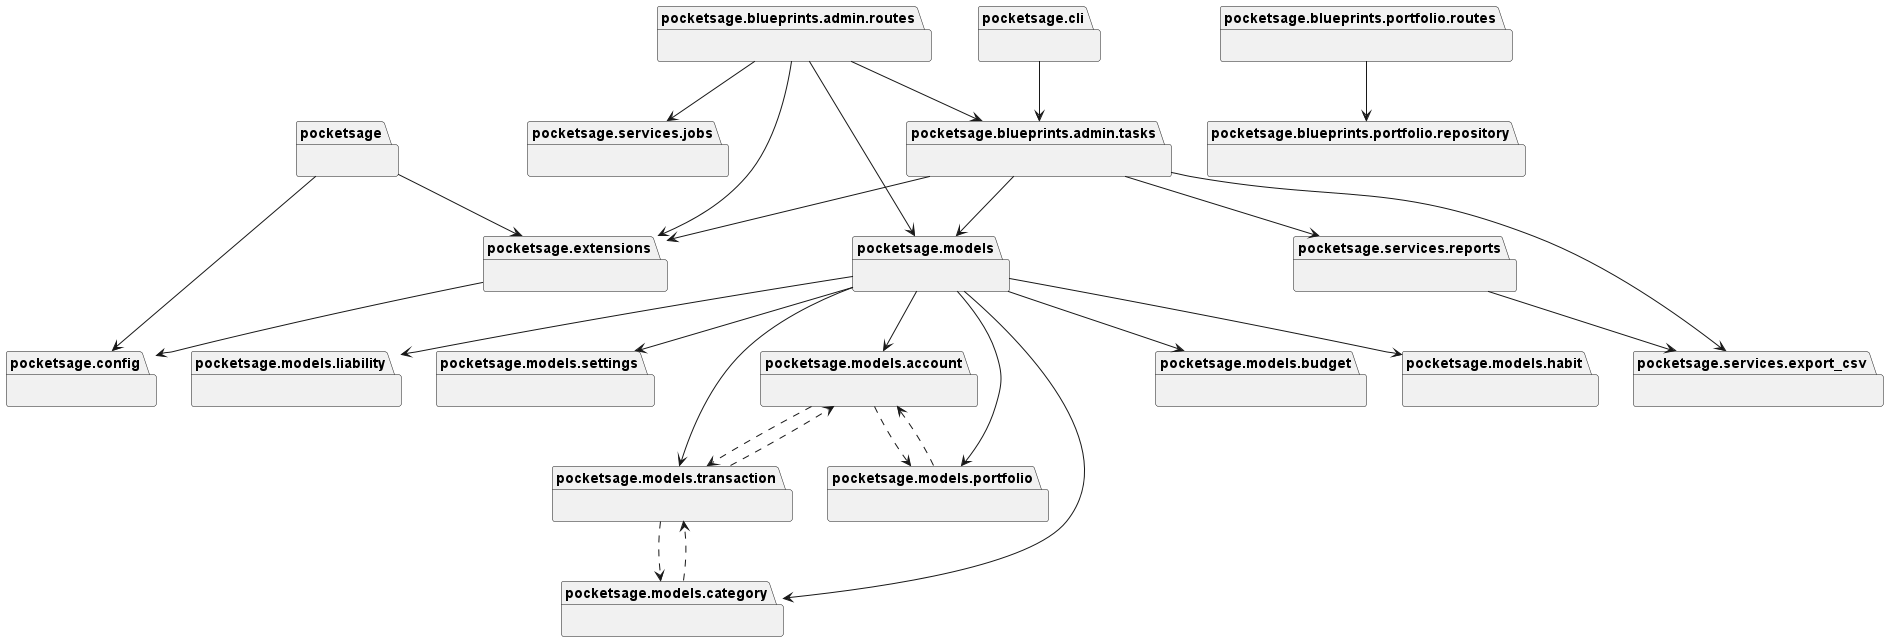 pocketsage.blueprints.admin.routes
pocketsage.cli
pocketsage.blueprints.portfolio.routes
pocketsage
pocketsage.services.jobs
pocketsage.blueprints.admin.tasks
pocketsage.blueprints.portfolio.repository
pocketsage.extensions
pocketsage.models
pocketsage.services.reports
pocketsage.config
pocketsage.models.liability
pocketsage.models.settings
pocketsage.models.account
pocketsage.models.budget
pocketsage.models.habit
pocketsage.services.export_csv
pocketsage.models.transaction
pocketsage.models.portfolio
pocketsage.models.category